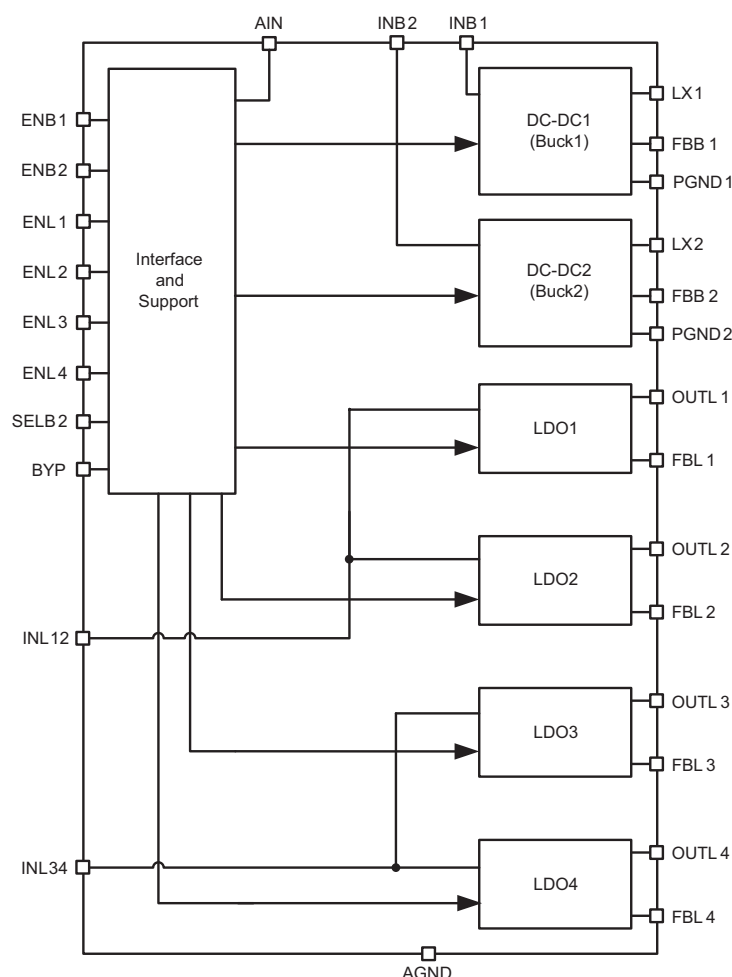 AIN
INB2
INB1
ENB1
ENB2
ENL1
ENL2
ENL3
ENL4
SELB2
BYP
INL12
INL34
Interface
and
Support
DC-DC1
(Buck1)
DC-DC2
(Buck2)
LDO1
LDO2
LDO3
LDO4
LX1
FBB1
PGND1
LX2
FBB2
PGND2
OUTL1
FBL1
OUTL2
FBL2
OUTL3
FBL3
OUTL4
FBL4
AGND